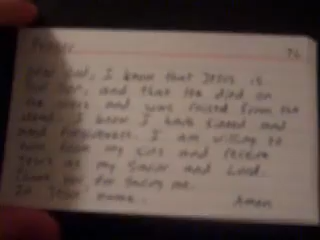 Prayer 76
Dear God, I know that Jesus is
your son, and that He died on
the cross and was raised from the
dead. I know I have sinned and
need forgiveness. I am willing to
turn from my sins and receive
Jesus as my Savior and Lord.
Thank you for saving me.
In Jesus name. Amen